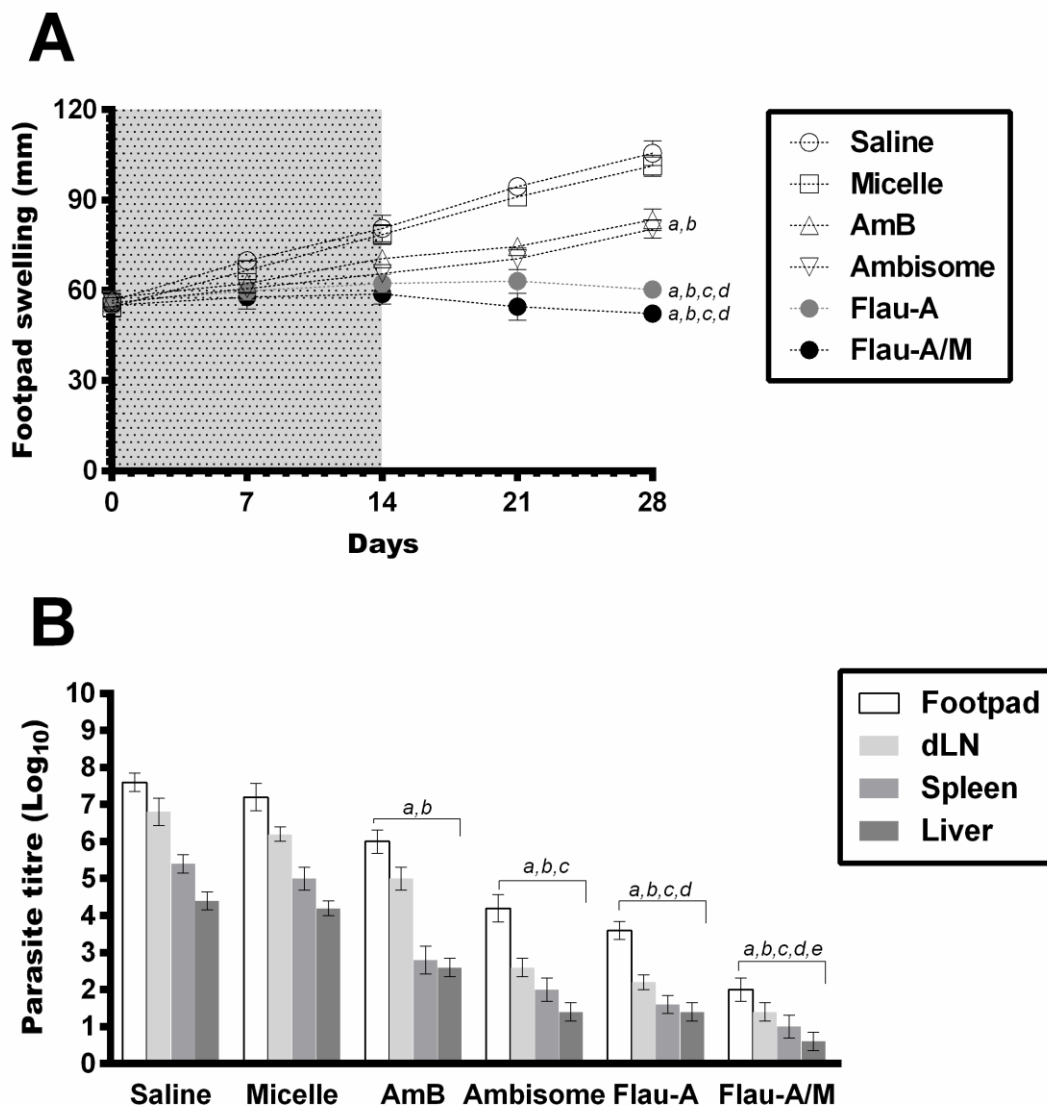 A
Footpad swelling (mm)
120
90
60
30
0
0 7 14 21 28
Days
a,b
a,b,c,d
a,b,c,d
Saline
Micelle
AmB
Ambisome
Flau-A
Flau-A/M
B
Parasite titre (Log₁₀)
10
9
8
7
6
5
4
3
2
1
0
a,b
a,b,c
a,b,c,d
a,b,c,d,e
Saline Micelle AmB Ambisome Flau-A Flau-A/M
Footpad
dLN
Spleen
Liver